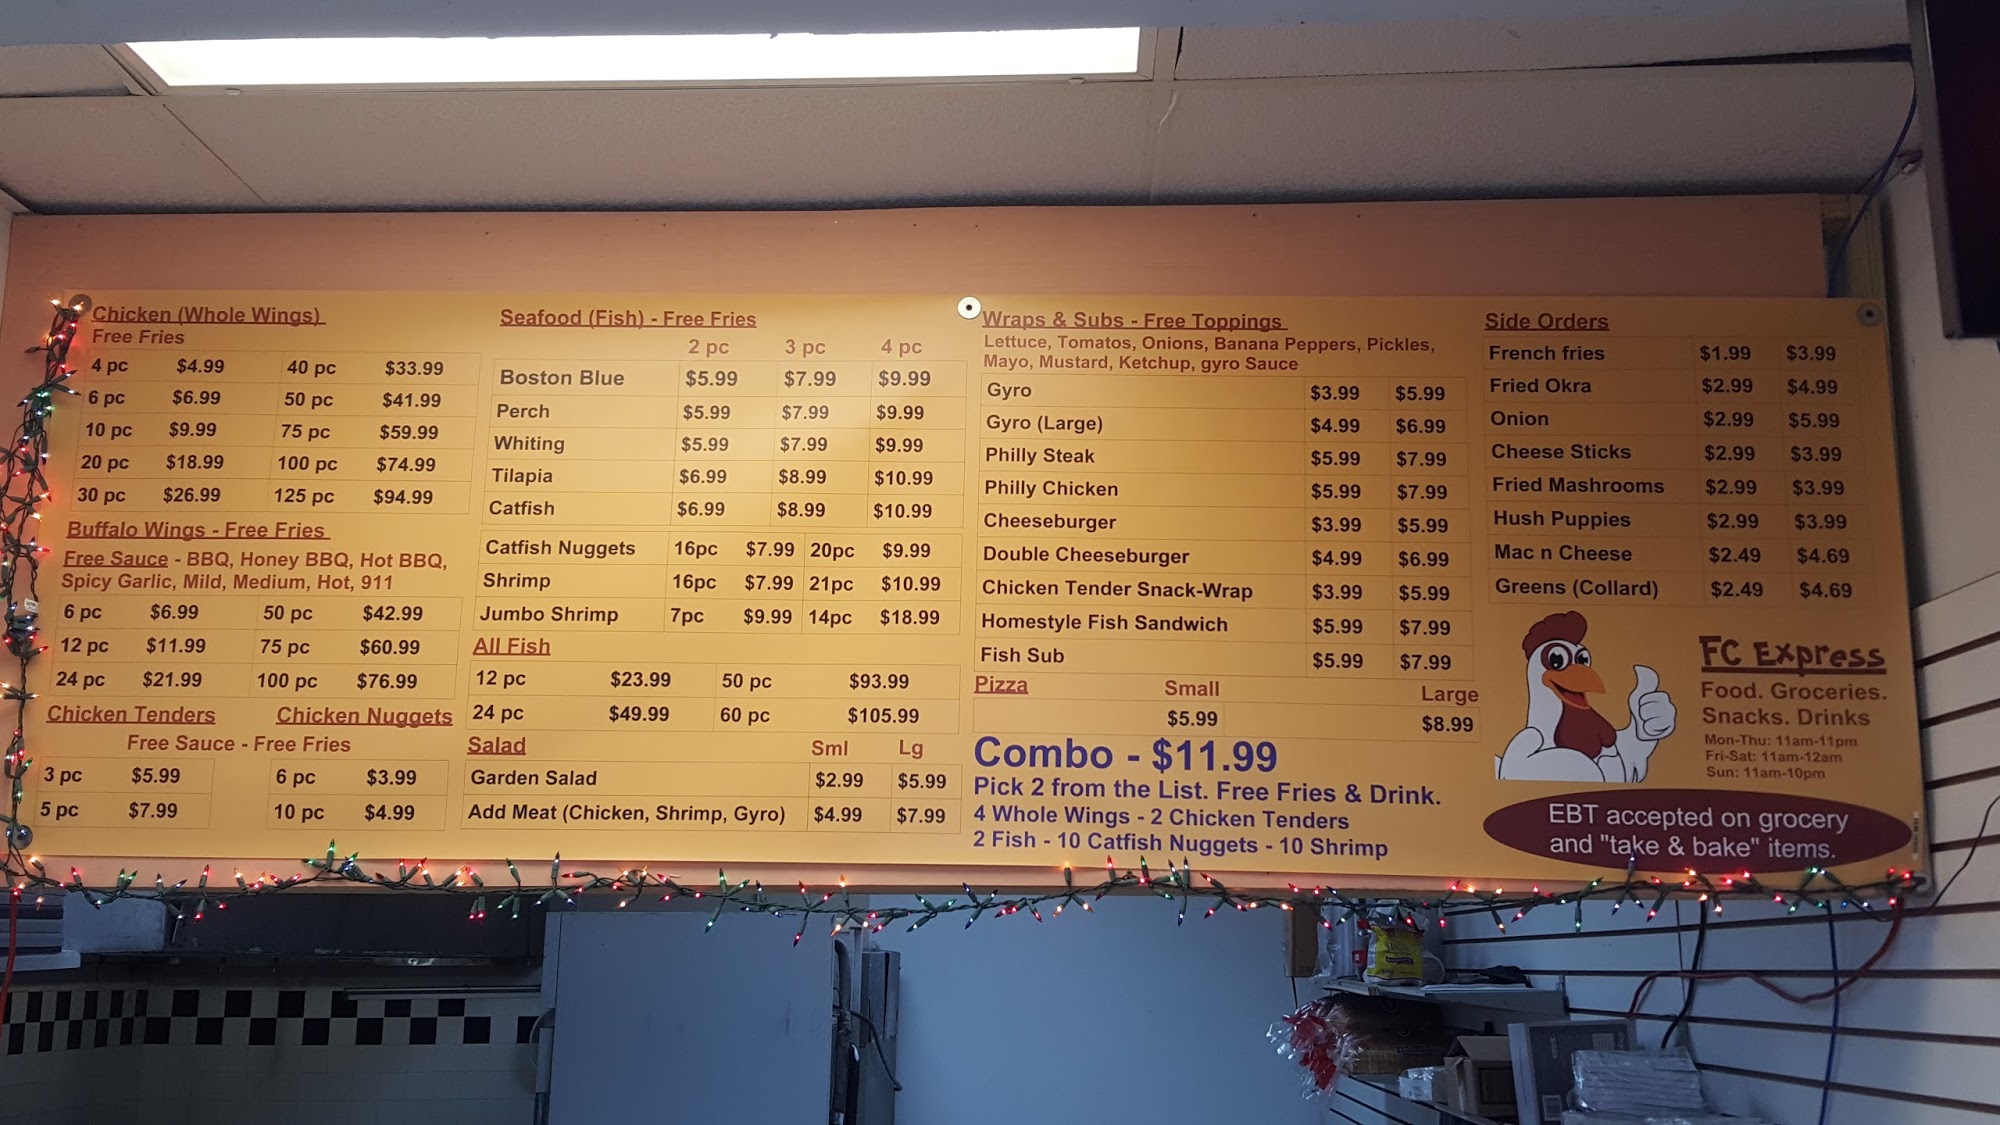 Chicken (Whole Wings)
Free Fries
4 pc $4.99 40 pc $33.99
6 pc $6.99 50 pc $41.99
10 pc $9.99 75 pc $59.99
20 pc $18.99 100 pc $74.99
30 pc $26.99 125 pc $94.99
Buffalo Wings - Free Fries
Free Sauce - BBQ, Honey BBQ, Hot BBQ,
Spicy Garlic, Mild, Medium, Hot, 911
6 pc $6.99 50 pc $42.99
12 pc $11.99 75 pc $60.99
24 pc $21.99 100 pc $76.99
Chicken Tenders Chicken Nuggets
Free Sauce - Free Fries
3 pc $5.99 6 pc $3.99
5 pc $7.99 10 pc $4.99
Seafood (Fish) - Free Fries
2 pc 3 pc 4 pc
Boston Blue $5.99 $7.99 $9.99
Perch $5.99 $7.99 $9.99
Whiting $5.99 $7.99 $9.99
Tilapia $6.99 $8.99 $10.99
Catfish $6.99 $8.99 $10.99
Catfish Nuggets 16pc $7.99 20pc $9.99
Shrimp 16pc $7.99 21pc $10.99
Jumbo Shrimp 7pc $9.99 14pc $18.99
All Fish
12 pc $23.99 50 pc $93.99
24 pc $49.99 60 pc $105.99
Salad Sml Lg
Garden Salad $2.99 $5.99
Add Meat (Chicken, Shrimp, Gyro) $4.99 $7.99
Wraps & Subs - Free Toppings
Lettuce, Tomatos, Onions, Banana Peppers, Pickles,
Mayo, Mustard, Ketchup, gyro Sauce
Gyro $3.99 $5.99
Gyro (Large) $4.99 $6.99
Philly Steak $5.99 $7.99
Philly Chicken $5.99 $7.99
Cheeseburger $3.99 $5.99
Double Cheeseburger $4.99 $6.99
Chicken Tender Snack-Wrap $3.99 $5.99
Homestyle Fish Sandwich $5.99 $7.99
Fish Sub $5.99 $7.99
Pizza Small Large
$5.99 $8.99
Combo - $11.99
Pick 2 from the List. Free Fries & Drink.
4 Whole Wings - 2 Chicken Tenders
2 Fish - 10 Catfish Nuggets - 10 Shrimp
Side Orders
French fries $1.99 $3.99
Fried Okra $2.99 $4.99
Onion $2.99 $5.99
Cheese Sticks $2.99 $3.99
Fried Mashrooms $2.99 $3.99
Hush Puppies $2.99 $3.99
Mac n Cheese $2.49 $4.69
Greens (Collard) $2.49 $4.69
FC Express
Food. Groceries.
Snacks. Drinks
Mon-Thu: 11am-11pm
Fri-Sat: 11am-12am
Sun: 11am-10pm
EBT accepted on grocery
and "take & bake" items.